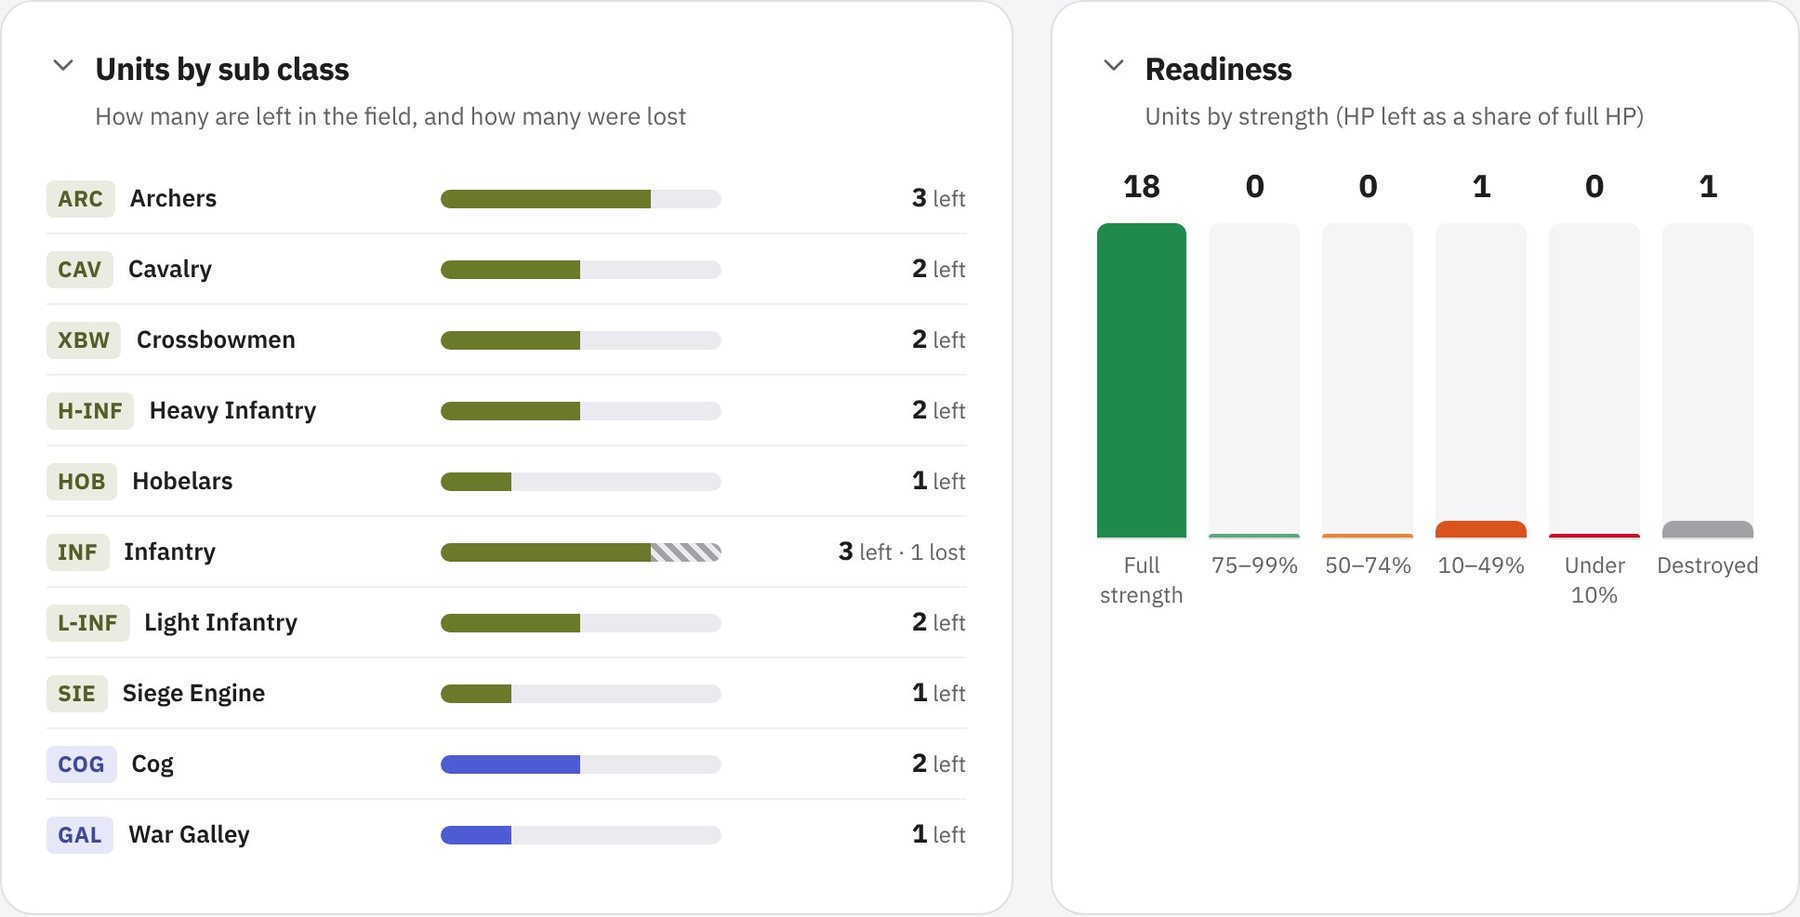 Units by sub class
How many are left in the field, and how many were lost
ARC Archers 3 left
CAV Cavalry 2 left
XBW Crossbowmen 2 left
H-INF Heavy Infantry 2 left
HOB Hobelars 1 left
INF Infantry 3 left · 1 lost
L-INF Light Infantry 2 left
SIE Siege Engine 1 left
COG Cog 2 left
GAL War Galley 1 left
Readiness
Units by strength (HP left as a share of full HP)
18 0 0 1 0 1
Full 75–99% 50–74% 10–49% Under Destroyed
strength 10%